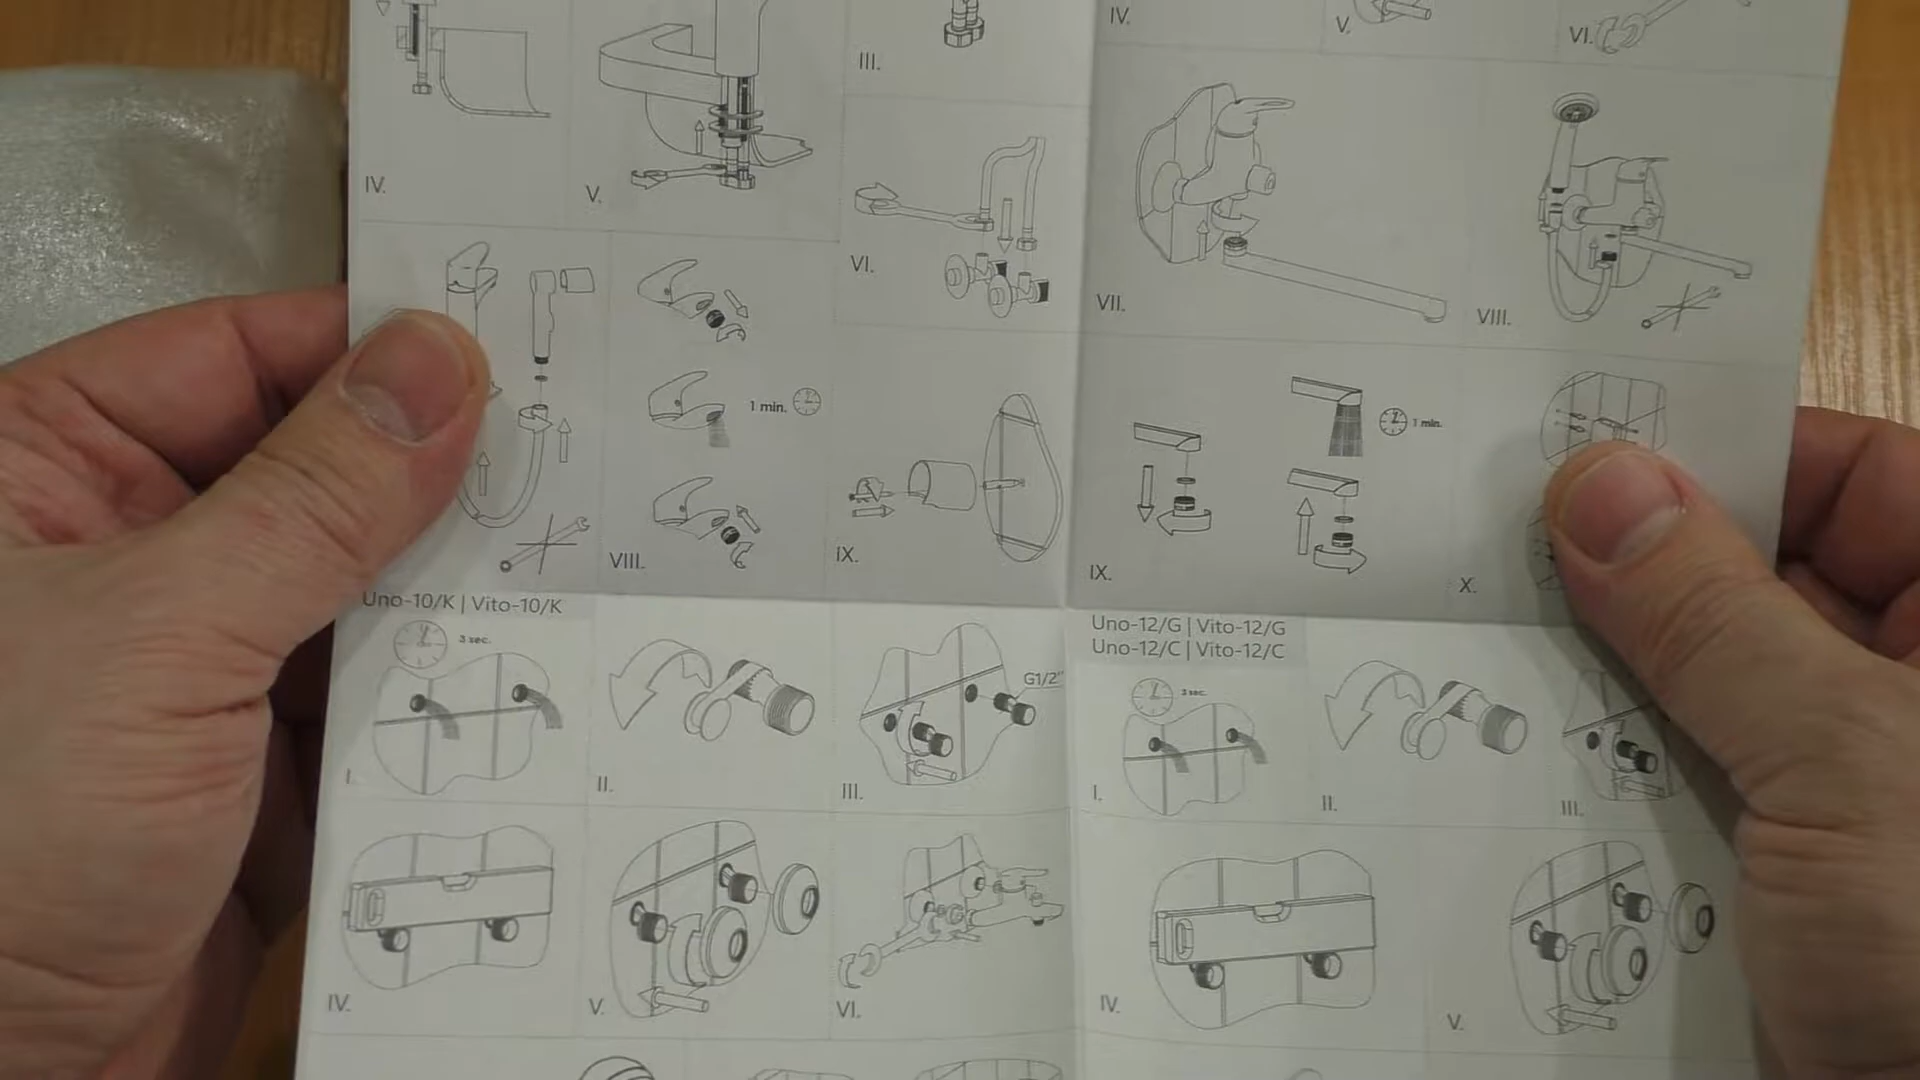 IV.
V.
III.
VI.
VIII.
1 min.
IX.
IV.
V.
VI.
VII.
VIII.
IX.
1 min.
X.
Uno-10/K | Vito-10/K
3 sec.
I.
II.
III.
G1/2"
IV.
V.
VI.
Uno-12/G | Vito-12/G
Uno-12/C | Vito-12/C
3 sec.
I.
II.
III.
IV.
V.